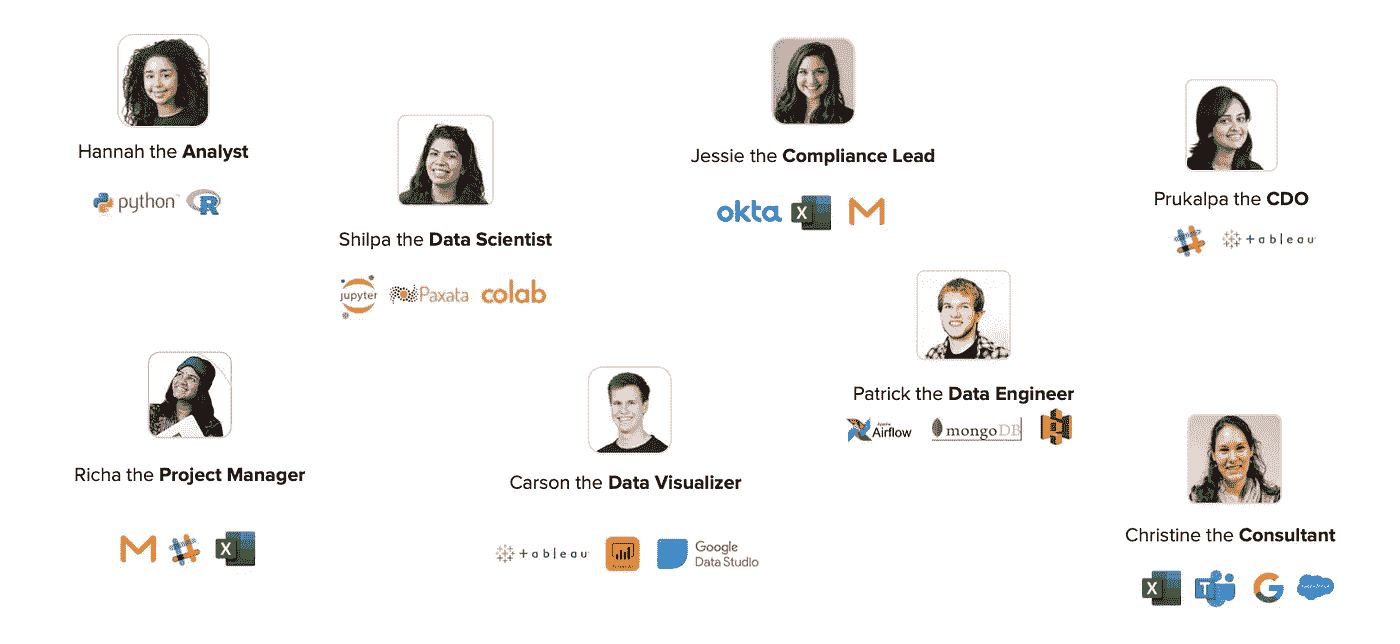 Hannah the Analyst
python
R
Shilpa the Data Scientist
jupyter
Paxata
colab
Jessie the Compliance Lead
okta
X
Prukalpa the CDO
+ a b l e a u
Richa the Project Manager
X
Carson the Data Visualizer
+ a b l e a u
Google
Data Studio
Patrick the Data Engineer
Apache
Airflow
mongoDB
Christine the Consultant
X
T
G